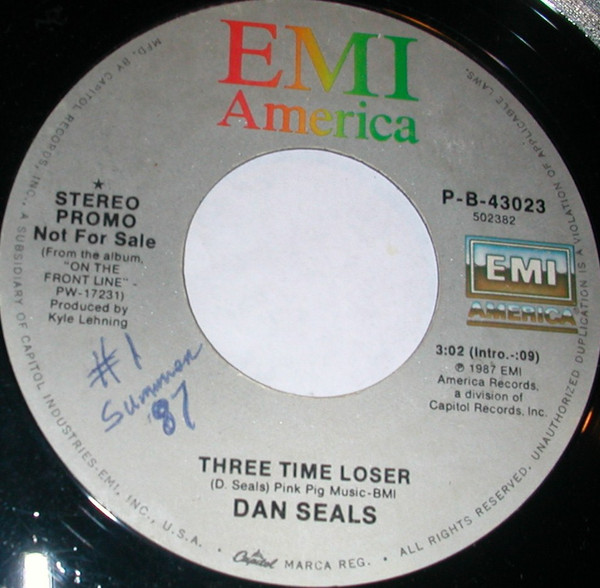 EMI
America
★
STEREO
PROMO
Not For Sale
(From the album,
"ON THE
FRONT LINE" -
PW-17231)
Produced by
Kyle Lehning
#1
Summer
'87
P-B-43023
502382
EMI
AMERICA
3:02 (Intro.-:09)
℗ 1987 EMI
America Records,
a division of
Capitol Records, Inc.
THREE TIME LOSER
(D. Seals) Pink Pig Music-BMI
DAN SEALS
MFD. BY CAPITOL RECORDS, INC., A SUBSIDIARY OF CAPITOL INDUSTRIES-EMI, INC., U.S.A. • Capitol MARCA REG. • ALL RIGHTS RESERVED. UNAUTHORIZED DUPLICATION IS A VIOLATION OF APPLICABLE LAWS.